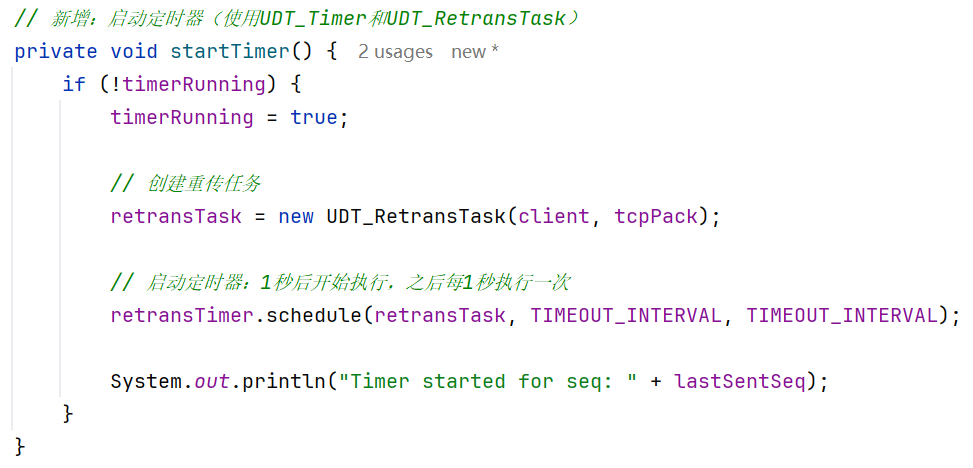 // 新增：启动定时器（使用UDT_Timer和UDT_RetransTask）
private void startTimer() {  2 usages  new *
    if (!timerRunning) {
        timerRunning = true;

        // 创建重传任务
        retransTask = new UDT_RetransTask(client, tcpPack);

        // 启动定时器：1秒后开始执行，之后每1秒执行一次
        retransTimer.schedule(retransTask, TIMEOUT_INTERVAL, TIMEOUT_INTERVAL);

        System.out.println("Timer started for seq: " + lastSentSeq);
    }
}